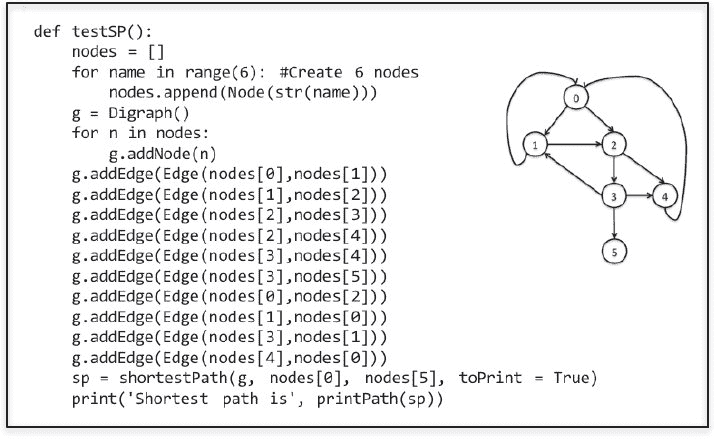 def testSP():
    nodes = []
    for name in range(6): #Create 6 nodes
        nodes.append(Node(str(name)))
    g = Digraph()
    for n in nodes:
        g.addNode(n)
    g.addEdge(Edge(nodes[0],nodes[1]))
    g.addEdge(Edge(nodes[1],nodes[2]))
    g.addEdge(Edge(nodes[2],nodes[3]))
    g.addEdge(Edge(nodes[2],nodes[4]))
    g.addEdge(Edge(nodes[3],nodes[4]))
    g.addEdge(Edge(nodes[3],nodes[5]))
    g.addEdge(Edge(nodes[0],nodes[2]))
    g.addEdge(Edge(nodes[1],nodes[0]))
    g.addEdge(Edge(nodes[3],nodes[1]))
    g.addEdge(Edge(nodes[4],nodes[0]))
    sp = shortestPath(g, nodes[0], nodes[5], toPrint = True)
    print('Shortest path is', printPath(sp))
0
1 2
3 4
5